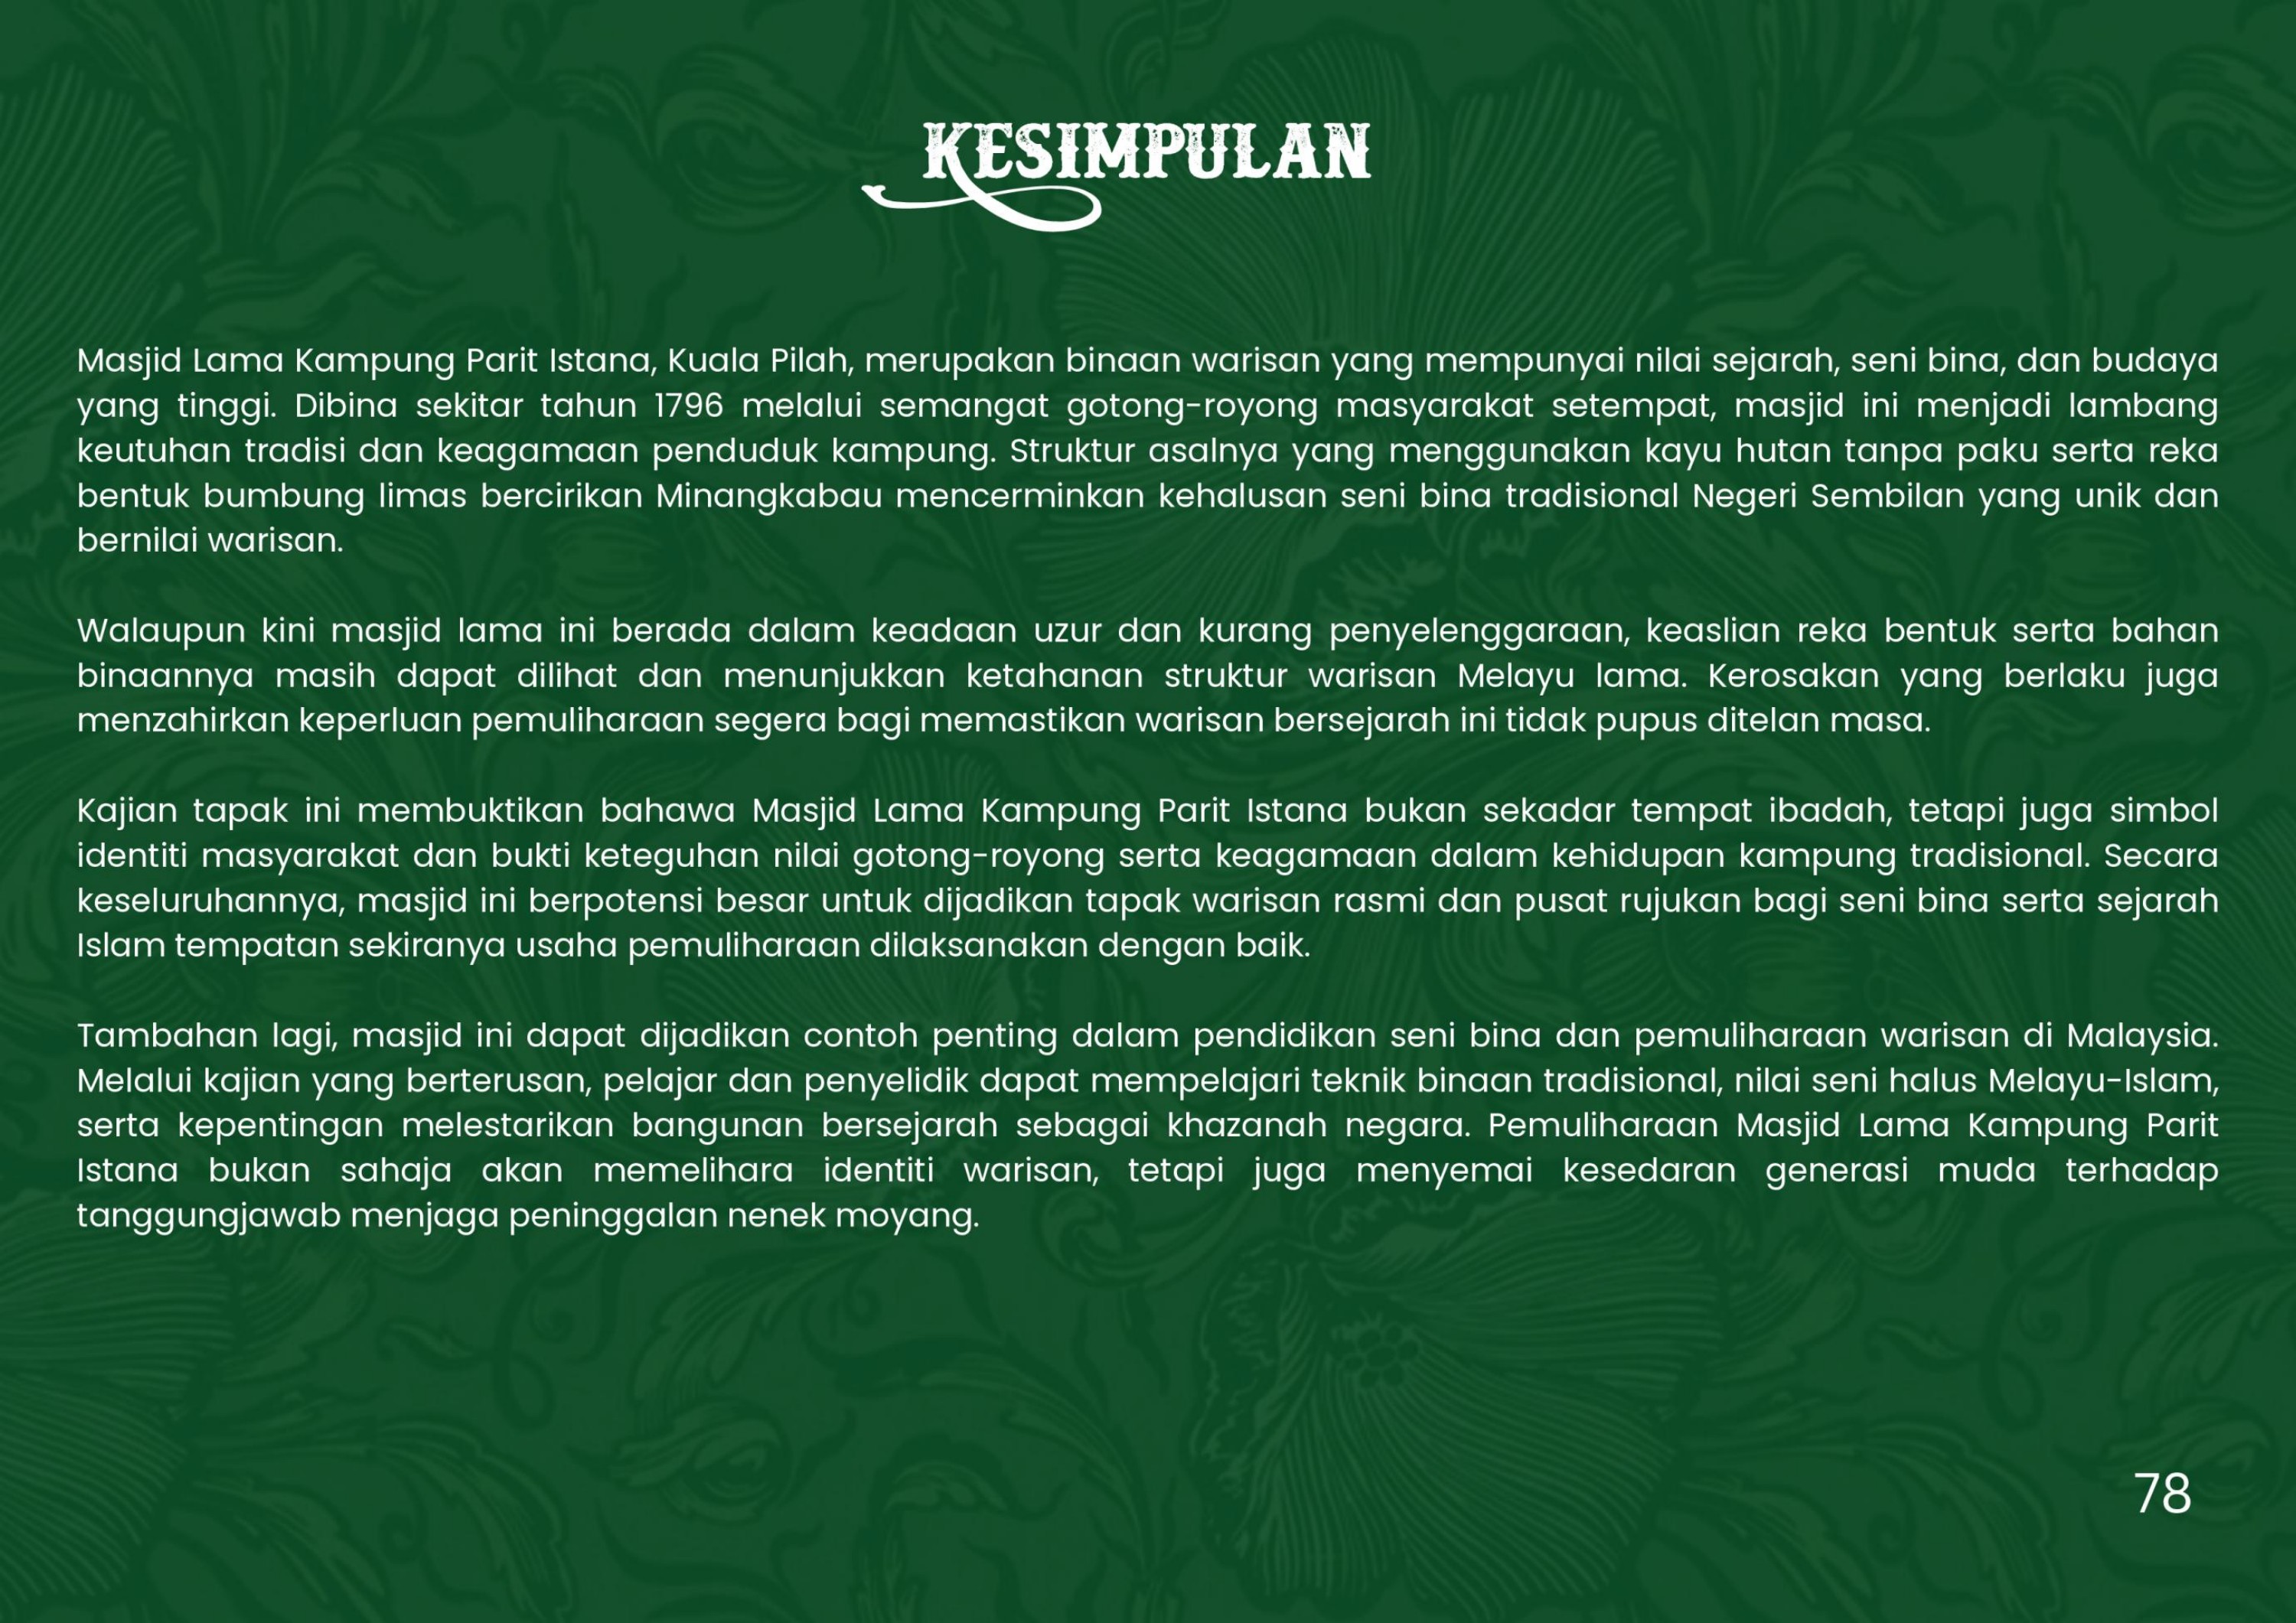 KESIMPULAN
Masjid Lama Kampung Parit Istana, Kuala Pilah, merupakan binaan warisan yang mempunyai nilai sejarah, seni bina, dan budaya
yang tinggi. Dibina sekitar tahun 1796 melalui semangat gotong-royong masyarakat setempat, masjid ini menjadi lambang
keutuhan tradisi dan keagamaan penduduk kampung. Struktur asalnya yang menggunakan kayu hutan tanpa paku serta reka
bentuk bumbung limas bercirikan Minangkabau mencerminkan kehalusan seni bina tradisional Negeri Sembilan yang unik dan
bernilai warisan.
Walaupun kini masjid lama ini berada dalam keadaan uzur dan kurang penyelenggaraan, keaslian reka bentuk serta bahan
binaannya masih dapat dilihat dan menunjukkan ketahanan struktur warisan Melayu lama. Kerosakan yang berlaku juga
menzahirkan keperluan pemuliharaan segera bagi memastikan warisan bersejarah ini tidak pupus ditelan masa.
Kajian tapak ini membuktikan bahawa Masjid Lama Kampung Parit Istana bukan sekadar tempat ibadah, tetapi juga simbol
identiti masyarakat dan bukti keteguhan nilai gotong-royong serta keagamaan dalam kehidupan kampung tradisional. Secara
keseluruhannya, masjid ini berpotensi besar untuk dijadikan tapak warisan rasmi dan pusat rujukan bagi seni bina serta sejarah
Islam tempatan sekiranya usaha pemuliharaan dilaksanakan dengan baik.
Tambahan lagi, masjid ini dapat dijadikan contoh penting dalam pendidikan seni bina dan pemuliharaan warisan di Malaysia.
Melalui kajian yang berterusan, pelajar dan penyelidik dapat mempelajari teknik binaan tradisional, nilai seni halus Melayu-Islam,
serta kepentingan melestarikan bangunan bersejarah sebagai khazanah negara. Pemuliharaan Masjid Lama Kampung Parit
Istana bukan sahaja akan memelihara identiti warisan, tetapi juga menyemai kesedaran generasi muda terhadap
tanggungjawab menjaga peninggalan nenek moyang.
78